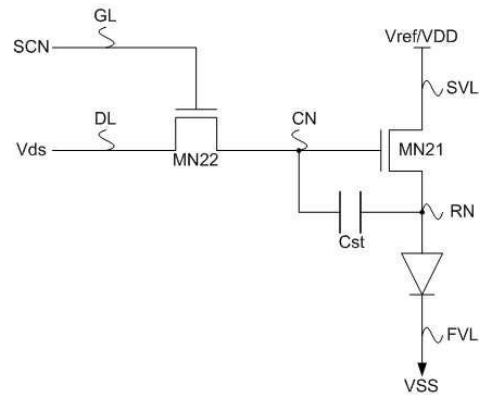 GL
SCN
Vref/VDD
SVL
DL
CN
Vds
MN22
MN21
RN
Cst
FVL
VSS